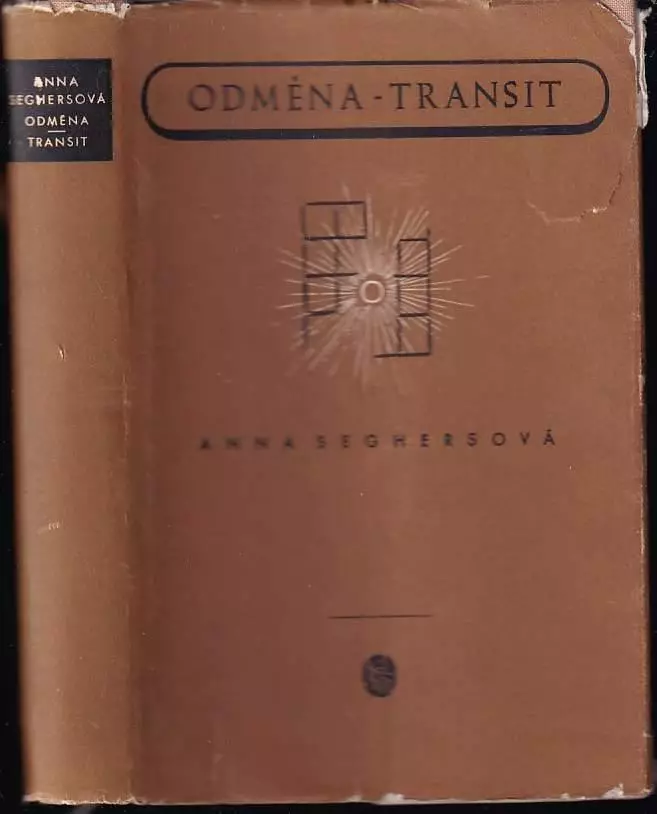 ANNA
SEGHERSOVÁ
ODMĚNA
TRANSIT
ODMĚNA - TRANSIT
ANNA SEGHERSOVÁ